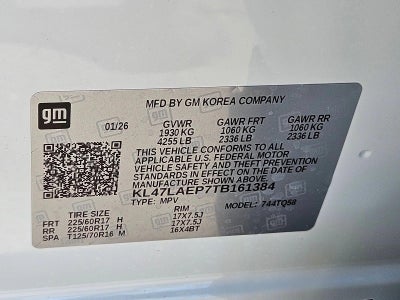 gm
MFD BY GM KOREA COMPANY
01/26 GVWR GAWR FRT GAWR RR
1930 KG 1060 KG 1060 KG
4255 LB 2336 LB 2336 LB
THIS VEHICLE CONFORMS TO ALL
APPLICABLE U.S. FEDERAL MOTOR
VEHICLE SAFETY AND THEFT PREVENTION
STANDARDS IN EFFECT ON THE DATE OF
MANUFACTURE SHOWN ABOVE.
KL47LAEP7TB161384
TYPE: MPV 744TQ58
TIRE SIZE RIM
FRT 225/60R17 H 17X7.5J
RR 225/60R17 H 17X7.5J
SPA T125/70R16 M 16X4BT